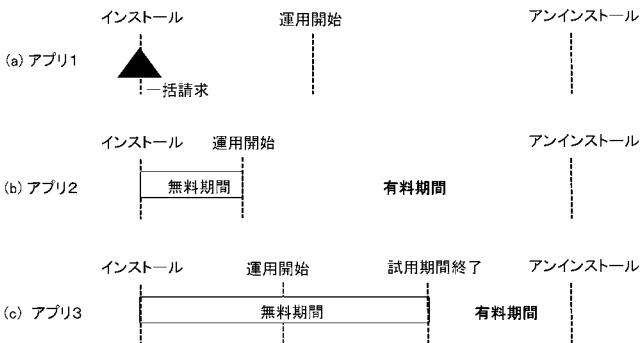 インストール 運用開始 アンインストール
(a) アプリ1
一括請求
インストール 運用開始 アンインストール
(b) アプリ2 無料期間 有料期間
インストール 運用開始 試用期間終了 アンインストール
(c) アプリ3 無料期間 有料期間